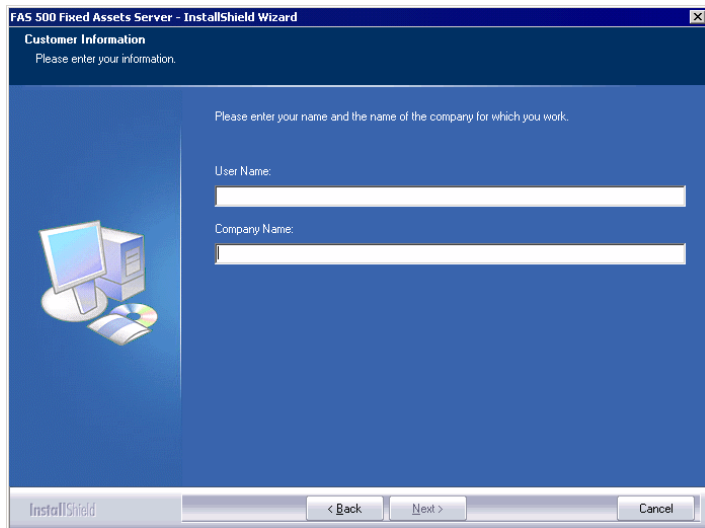 FAS 500 Fixed Assets Server - InstallShield Wizard
Customer Information
Please enter your information.
Please enter your name and the name of the company for which you work.
User Name:
Company Name:
InstallShield
< Back
Next >
Cancel